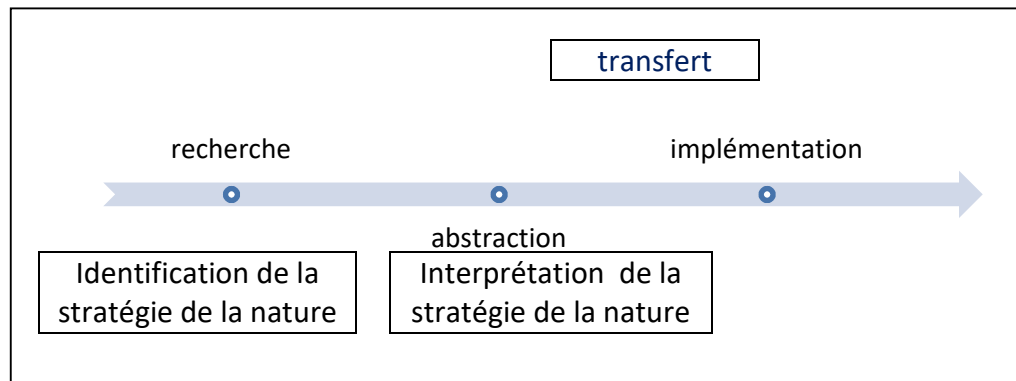 transfert
recherche
implémentation
abstraction
Identification de la
stratégie de la nature
Interprétation de la
stratégie de la nature